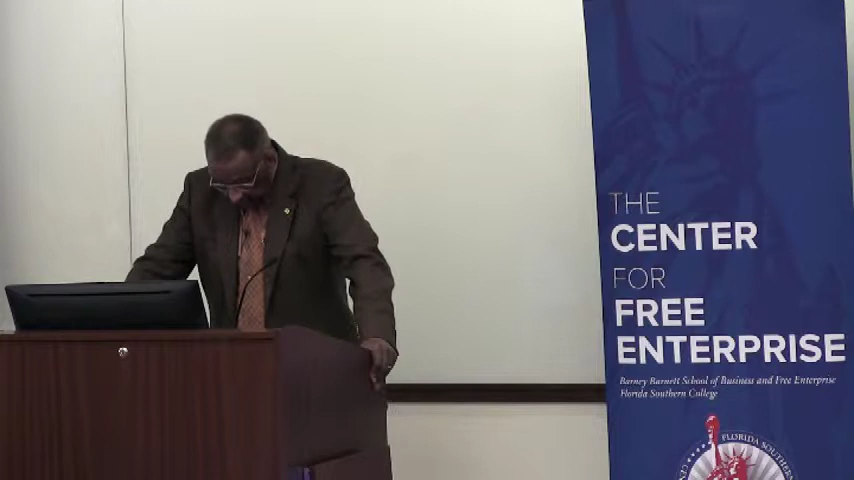 THE
CENTER
FOR
FREE
ENTERPRISE
Barney Barnett School of Business and Free Enterprise
Florida Southern College
FLORIDA SOUTHERN